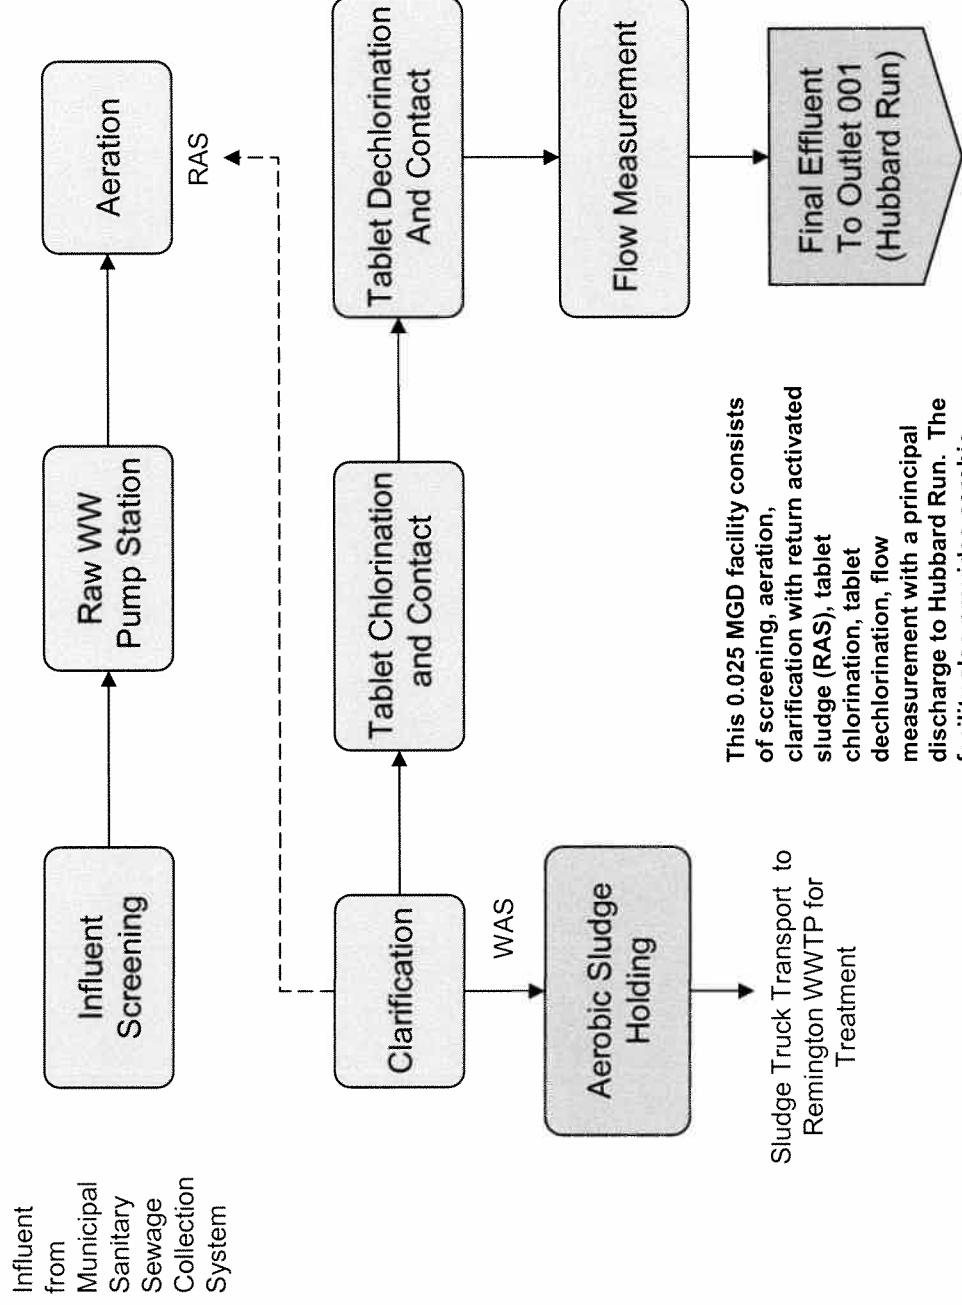 Influent
from
Municipal
Sanitary
Sewage
Collection
System
Influent
Screening
Raw WW
Pump Station
Aeration
RAS
Clarification
Tablet Chlorination
and Contact
Tablet Dechlorination
And Contact
WAS
Aerobic Sludge
Holding
Flow Measurement
Sludge Truck Transport to
Remington WWTP for
Treatment
Final Effluent
To Outlet 001
(Hubbard Run)
This 0.025 MGD facility consists
of screening, aeration,
clarification with return activated
sludge (RAS), tablet
chlorination, tablet
dechlorination, flow
measurement with a principal
discharge to Hubbard Run. The